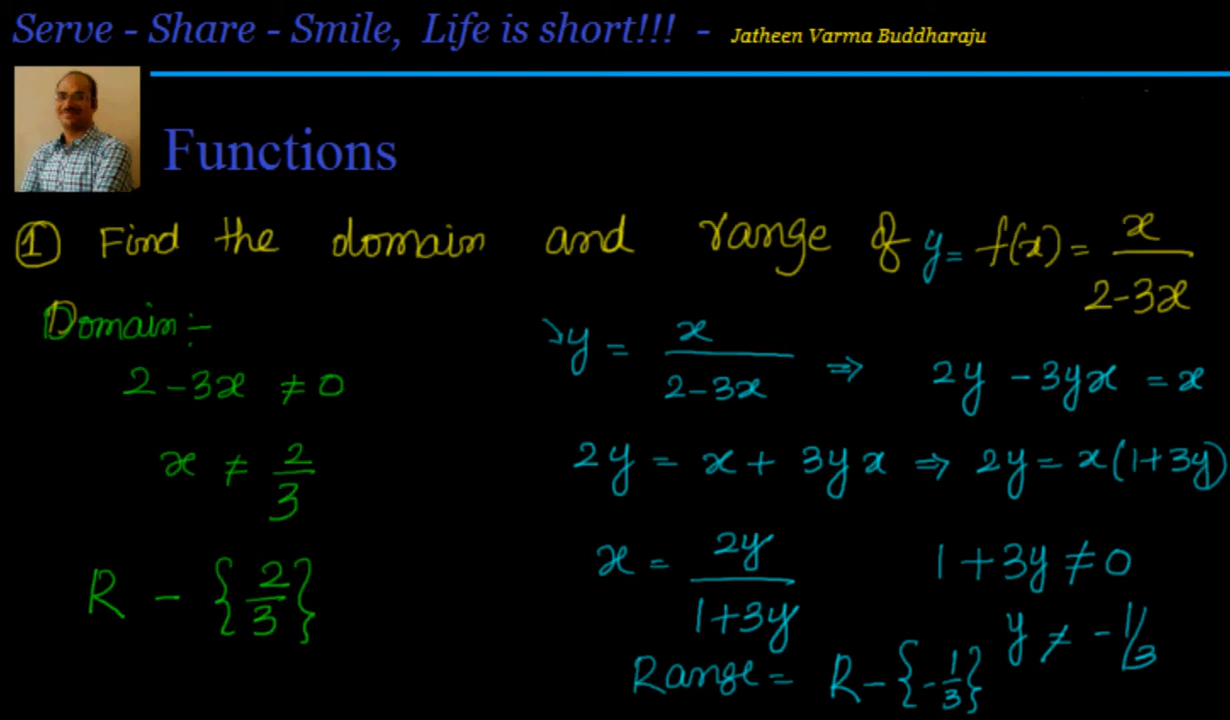 Serve - Share - Smile, Life is short!!! - Jatheen Varma Buddharaju
Functions
① Find the domain and range of y = f(x) = x/(2-3x)
Domain:-
2-3x ≠ 0
x ≠ 2/3
R - {2/3}
y = x/(2-3x) ⇒ 2y - 3yx = x
2y = x + 3yx ⇒ 2y = x(1+3y)
x = 2y/(1+3y)
1+3y ≠ 0
y ≠ -1/3
Range = R - {-1/3}